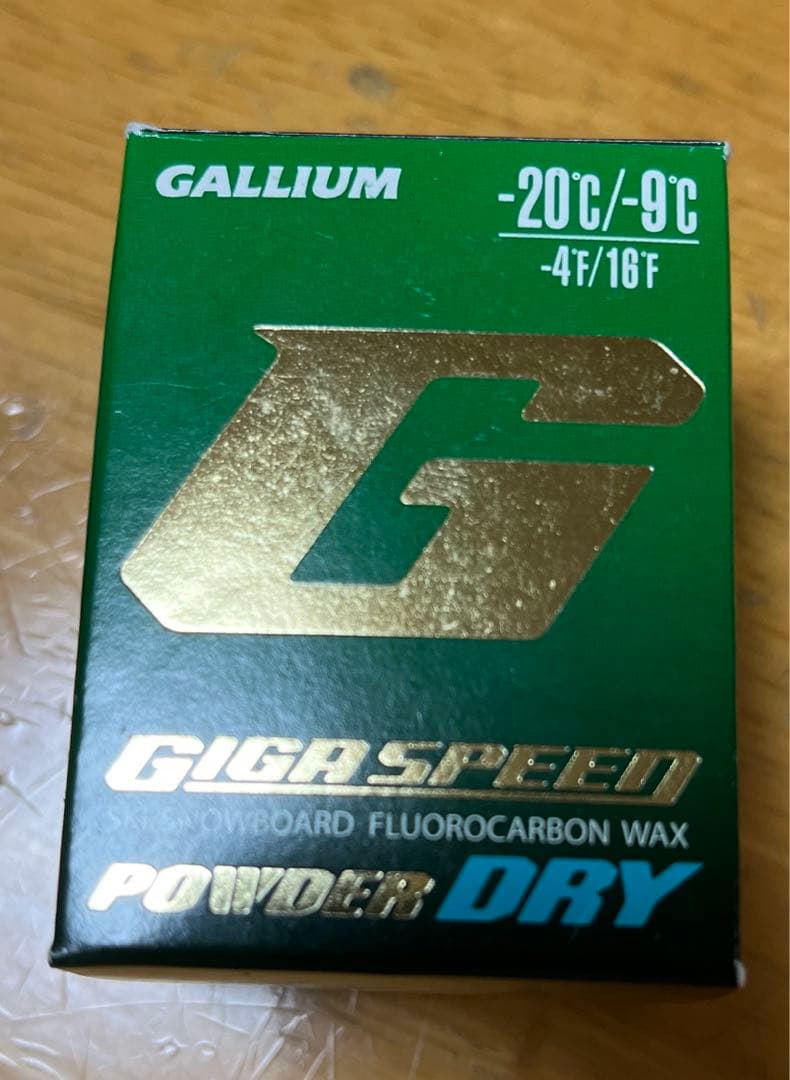 GALLIUM
-20°C/-9°C
-4°F/16°F
G
GIGA SPEED
SKI·SNOWBOARD FLUOROCARBON WAX
POWDER DRY